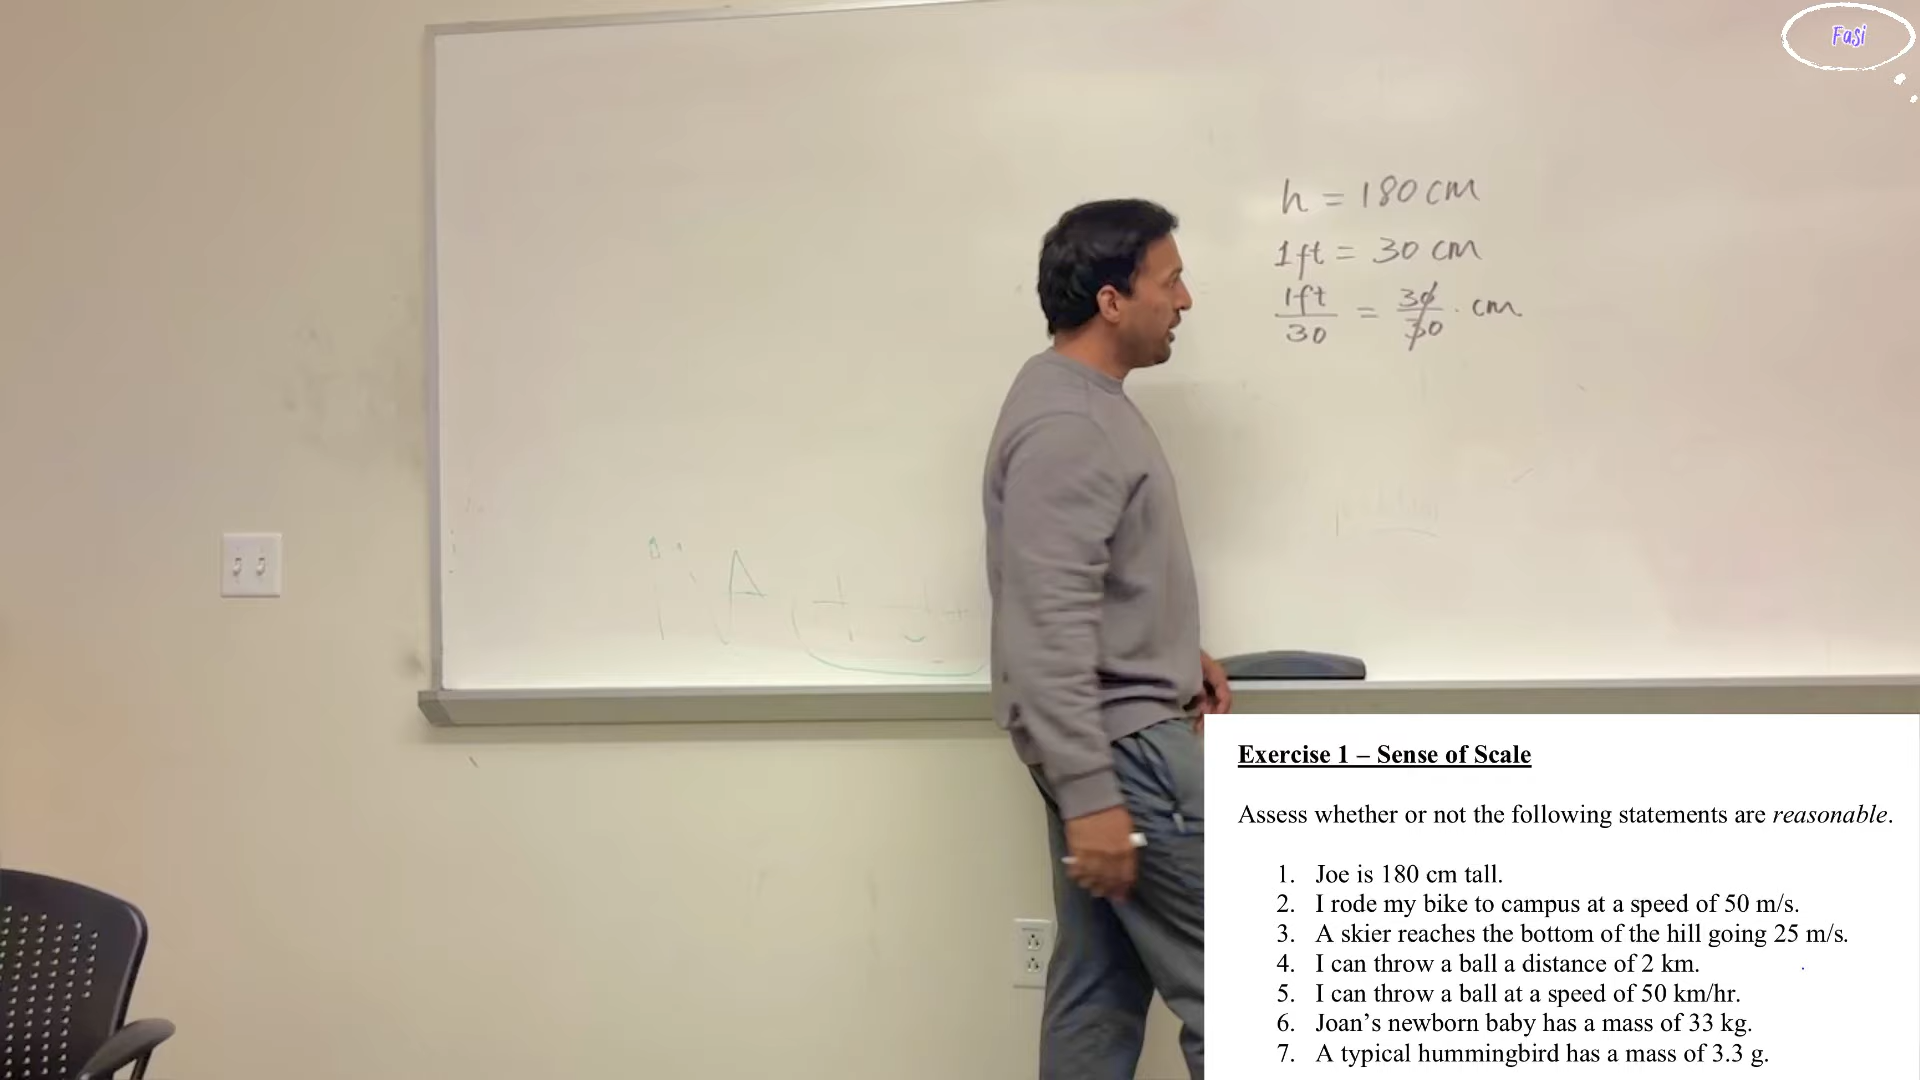 Fasi
h = 180 cm
1ft = 30 cm
1ft/30 = 30/30 · cm
Exercise 1 – Sense of Scale
Assess whether or not the following statements are reasonable.
1. Joe is 180 cm tall.
2. I rode my bike to campus at a speed of 50 m/s.
3. A skier reaches the bottom of the hill going 25 m/s.
4. I can throw a ball a distance of 2 km.
5. I can throw a ball at a speed of 50 km/hr.
6. Joan’s newborn baby has a mass of 33 kg.
7. A typical hummingbird has a mass of 3.3 g.